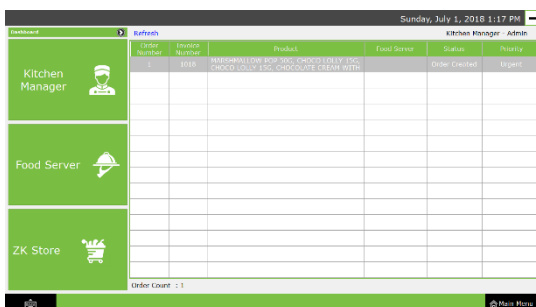 Sunday, July 1, 2018 1:17 PM
Dashboard
Refresh
Kitchen Manager - Admin
Order Number
Invoice Number
Product
Food Server
Status
Priority
1
1018
MARSHMALLOW POP 50G, CHOCO LOLLY 15G,
CHOCO LOLLY 15G, CHOCOLATE CREAM WITH
Order Created
Urgent
Kitchen
Manager
Food Server
ZK Store
Order Count : 1
Main Menu